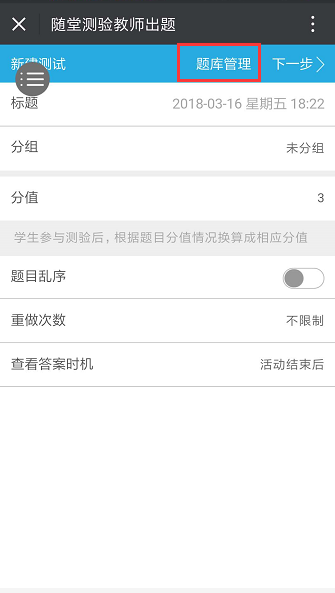 随堂测验教师出题
新建测试 题库管理 下一步
标题 2018-03-16 星期五 18:22
分组 未分组
分值 3
学生参与测验后，根据题目分值情况换算成相应分值
题目乱序
重做次数 不限制
查看答案时机 活动结束后